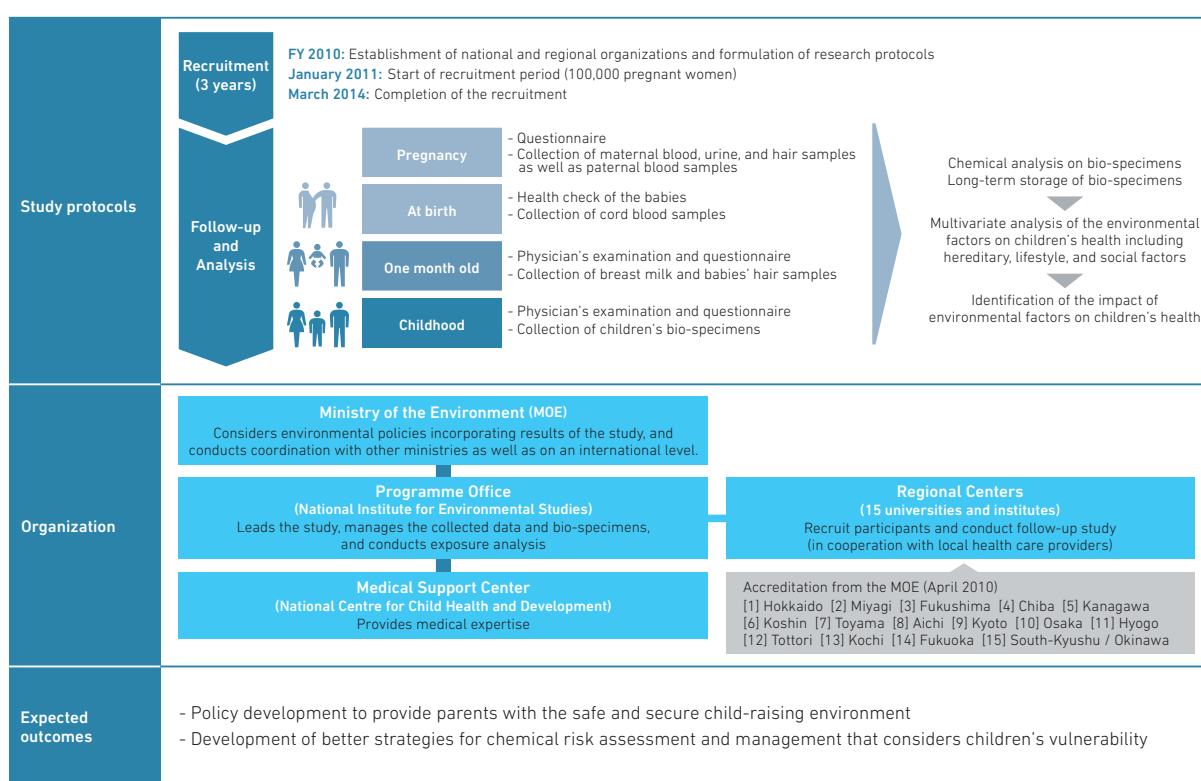 Study protocols
Recruitment
(3 years)
FY 2010: Establishment of national and regional organizations and formulation of research protocols
January 2011: Start of recruitment period (100,000 pregnant women)
March 2014: Completion of the recruitment
Follow-up
and
Analysis
Pregnancy
- Questionnaire
- Collection of maternal blood, urine, and hair samples
as well as paternal blood samples
At birth
- Health check of the babies
- Collection of cord blood samples
One month old
- Physician's examination and questionnaire
- Collection of breast milk and babies' hair samples
Childhood
- Physician's examination and questionnaire
- Collection of children's bio-specimens
Chemical analysis on bio-specimens
Long-term storage of bio-specimens
Multivariate analysis of the environmental
factors on children's health including
hereditary, lifestyle, and social factors
Identification of the impact of
environmental factors on children's health
Organization
Ministry of the Environment (MOE)
Considers environmental policies incorporating results of the study, and
conducts coordination with other ministries as well as on an international level.
Programme Office
(National Institute for Environmental Studies)
Leads the study, manages the collected data and bio-specimens,
and conducts exposure analysis
Medical Support Center
(National Centre for Child Health and Development)
Provides medical expertise
Regional Centers
(15 universities and institutes)
Recruit participants and conduct follow-up study
(in cooperation with local health care providers)
Accreditation from the MOE (April 2010)
[1] Hokkaido [2] Miyagi [3] Fukushima [4] Chiba [5] Kanagawa
[6] Koshin [7] Toyama [8] Aichi [9] Kyoto [10] Osaka [11] Hyogo
[12] Tottori [13] Kochi [14] Fukuoka [15] South-Kyushu / Okinawa
Expected
outcomes
- Policy development to provide parents with the safe and secure child-raising environment
- Development of better strategies for chemical risk assessment and management that considers children's vulnerability